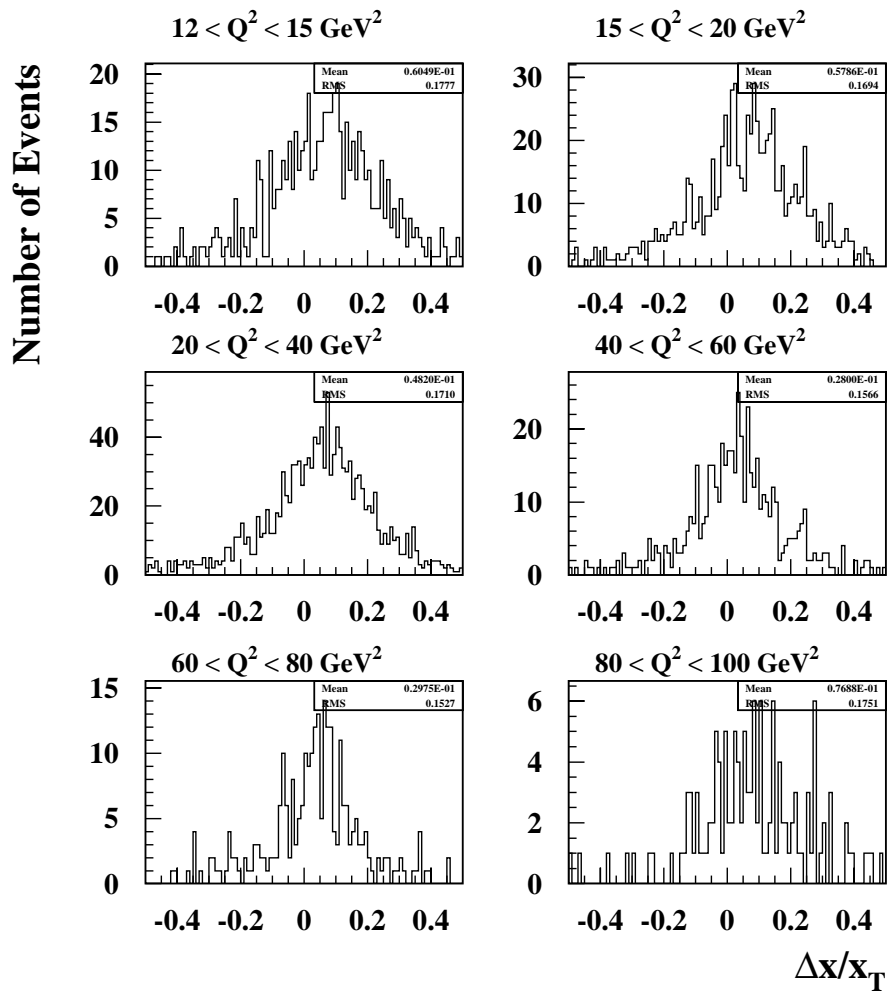 12 < Q² < 15 GeV²
15 < Q² < 20 GeV²
Number of Events
Mean 0.6049E-01
RMS 0.1777
20
15
10
5
0
-0.4 -0.2 0 0.2 0.4
Mean 0.5786E-01
RMS 0.1694
30
20
10
0
-0.4 -0.2 0 0.2 0.4
20 < Q² < 40 GeV²
40 < Q² < 60 GeV²
Mean 0.4820E-01
RMS 0.1710
40
20
0
-0.4 -0.2 0 0.2 0.4
Mean 0.2800E-01
RMS 0.1566
20
10
0
-0.4 -0.2 0 0.2 0.4
60 < Q² < 80 GeV²
80 < Q² < 100 GeV²
Mean 0.2975E-01
RMS 0.1527
15
10
5
0
-0.4 -0.2 0 0.2 0.4
Mean 0.7688E-01
RMS 0.1751
6
4
2
0
-0.4 -0.2 0 0.2 0.4
Δx/x_T